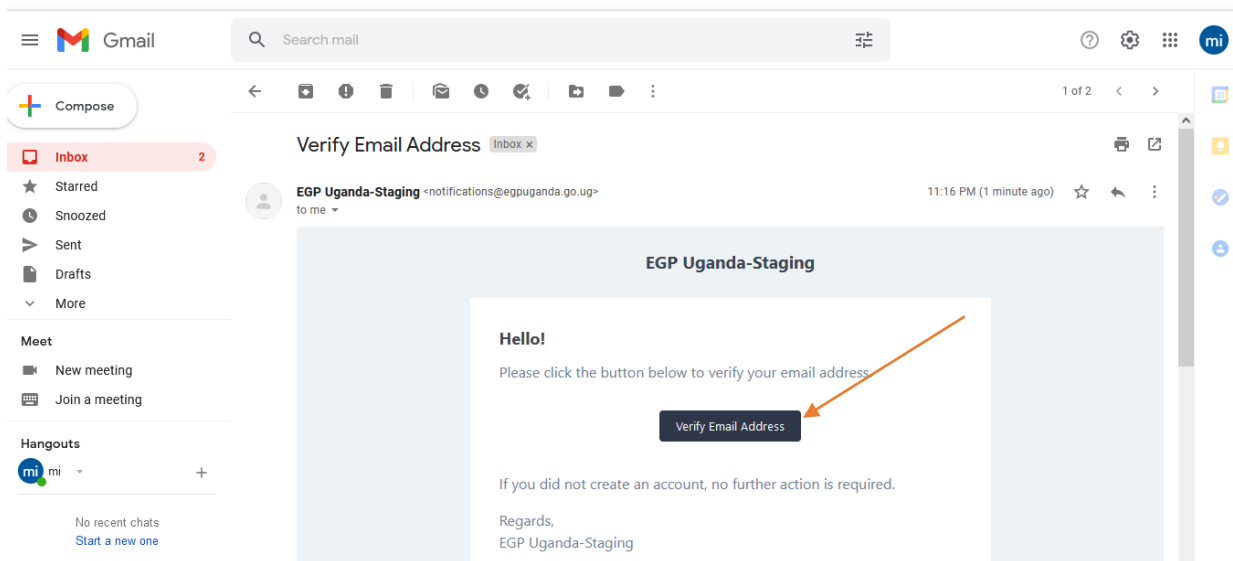 Gmail
Search mail
mi
Compose
1 of 2
Inbox 2
Starred
Snoozed
Sent
Drafts
More
Meet
New meeting
Join a meeting
Hangouts
mi mi
No recent chats
Start a new one
Verify Email Address Inbox x
EGP Uganda-Staging <notifications@egpuganda.go.ug> 11:16 PM (1 minute ago)
to me
EGP Uganda-Staging
Hello!
Please click the button below to verify your email address.
Verify Email Address
If you did not create an account, no further action is required.
Regards,
EGP Uganda-Staging
31